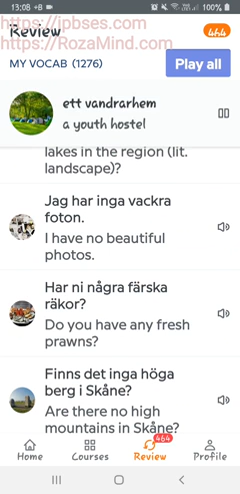 13:08 +B
100%
https://jpbses.com
Review
464
https://RozaMind.com
MY VOCAB (1276)
Play all
ett vandrarhem
a youth hostel
lakes in the region (lit.
landscape)?
Jag har inga vackra
foton.
I have no beautiful
photos.
Har ni några färska
räkor?
Do you have any fresh
prawns?
Finns det inga höga
berg i Skåne?
Are there no high
mountains in Skåne?
464
Home
Courses
Review
Profile